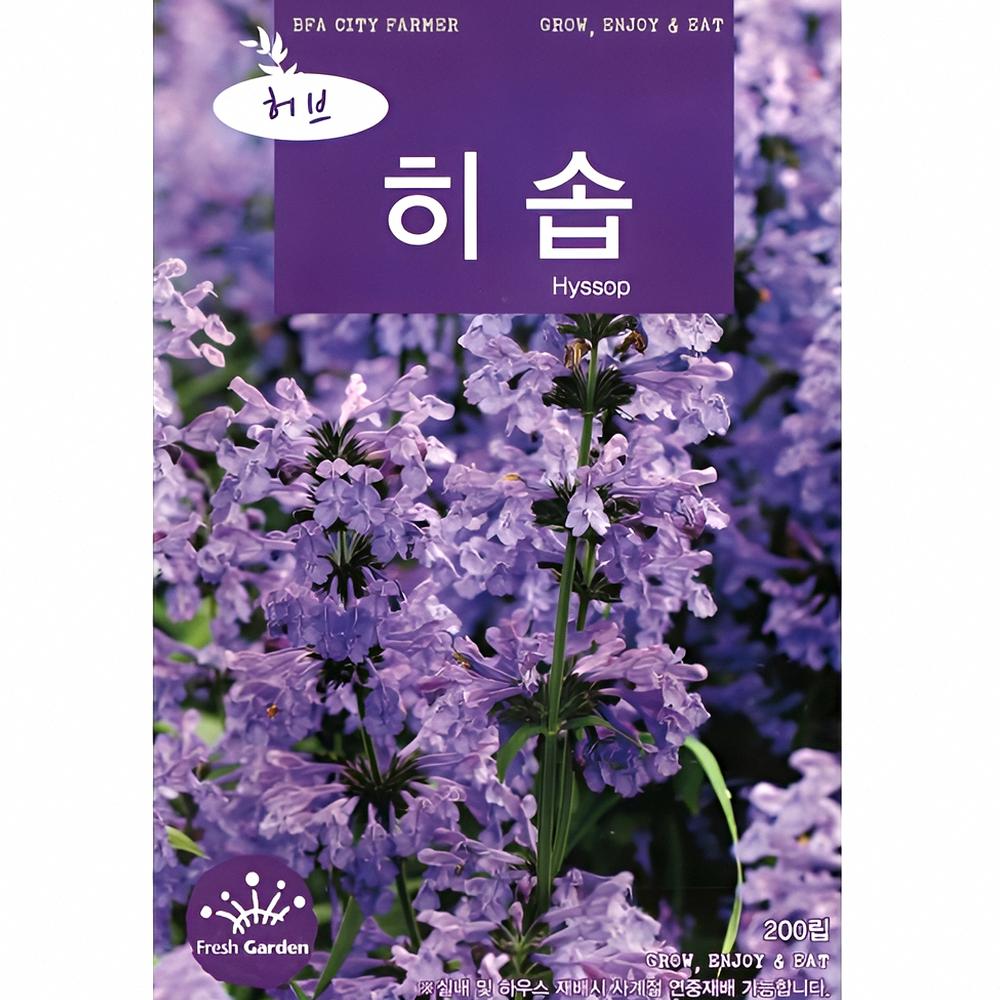 BFA CITY FARMER
GROW, ENJOY & EAT
허브
히솝
Hyssop
Fresh Garden
200립
GROW, ENJOY & EAT
※실내 및 하우스 재배시 사계절 연중재배 가능합니다.